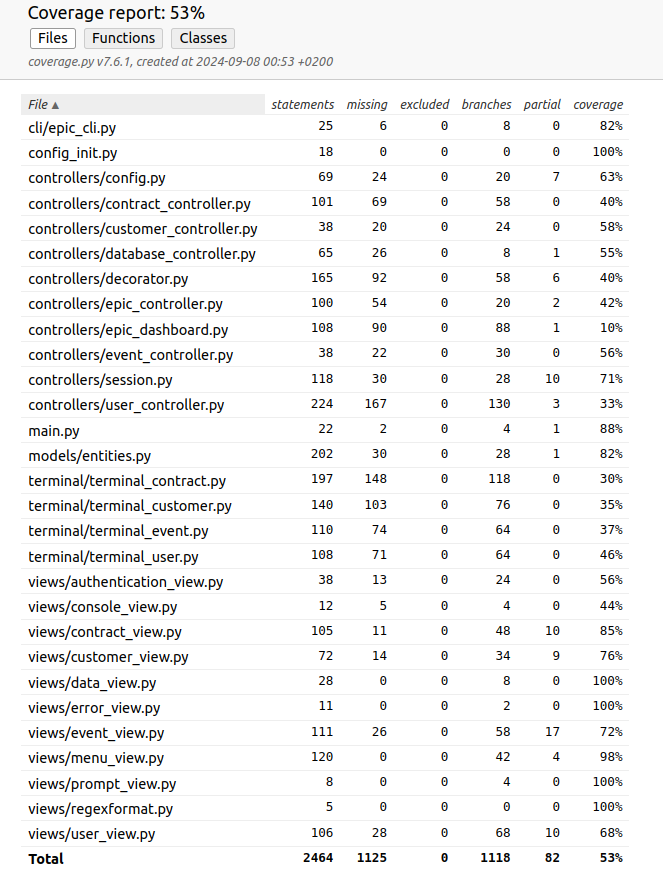 Coverage report: 53%
Files Functions Classes
coverage.py v7.6.1, created at 2024-09-08 00:53 +0200
File ▲ statements missing excluded branches partial coverage
cli/epic_cli.py 25 6 0 8 0 82%
config_init.py 18 0 0 0 0 100%
controllers/config.py 69 24 0 20 7 63%
controllers/contract_controller.py 101 69 0 58 0 40%
controllers/customer_controller.py 38 20 0 24 0 58%
controllers/database_controller.py 65 26 0 8 1 55%
controllers/decorator.py 165 92 0 58 6 40%
controllers/epic_controller.py 100 54 0 20 2 42%
controllers/epic_dashboard.py 108 90 0 88 1 10%
controllers/event_controller.py 38 22 0 30 0 56%
controllers/session.py 118 30 0 28 10 71%
controllers/user_controller.py 224 167 0 130 3 33%
main.py 22 2 0 4 1 88%
models/entities.py 202 30 0 28 1 82%
terminal/terminal_contract.py 197 148 0 118 0 30%
terminal/terminal_customer.py 140 103 0 76 0 35%
terminal/terminal_event.py 110 74 0 64 0 37%
terminal/terminal_user.py 108 71 0 64 0 46%
views/authentication_view.py 38 13 0 24 0 56%
views/console_view.py 12 5 0 4 0 44%
views/contract_view.py 105 11 0 48 10 85%
views/customer_view.py 72 14 0 34 9 76%
views/data_view.py 28 0 0 8 0 100%
views/error_view.py 11 0 0 2 0 100%
views/event_view.py 111 26 0 58 17 72%
views/menu_view.py 120 0 0 42 4 98%
views/prompt_view.py 8 0 0 4 0 100%
views/regexformat.py 5 0 0 0 0 100%
views/user_view.py 106 28 0 68 10 68%
Total 2464 1125 0 1118 82 53%